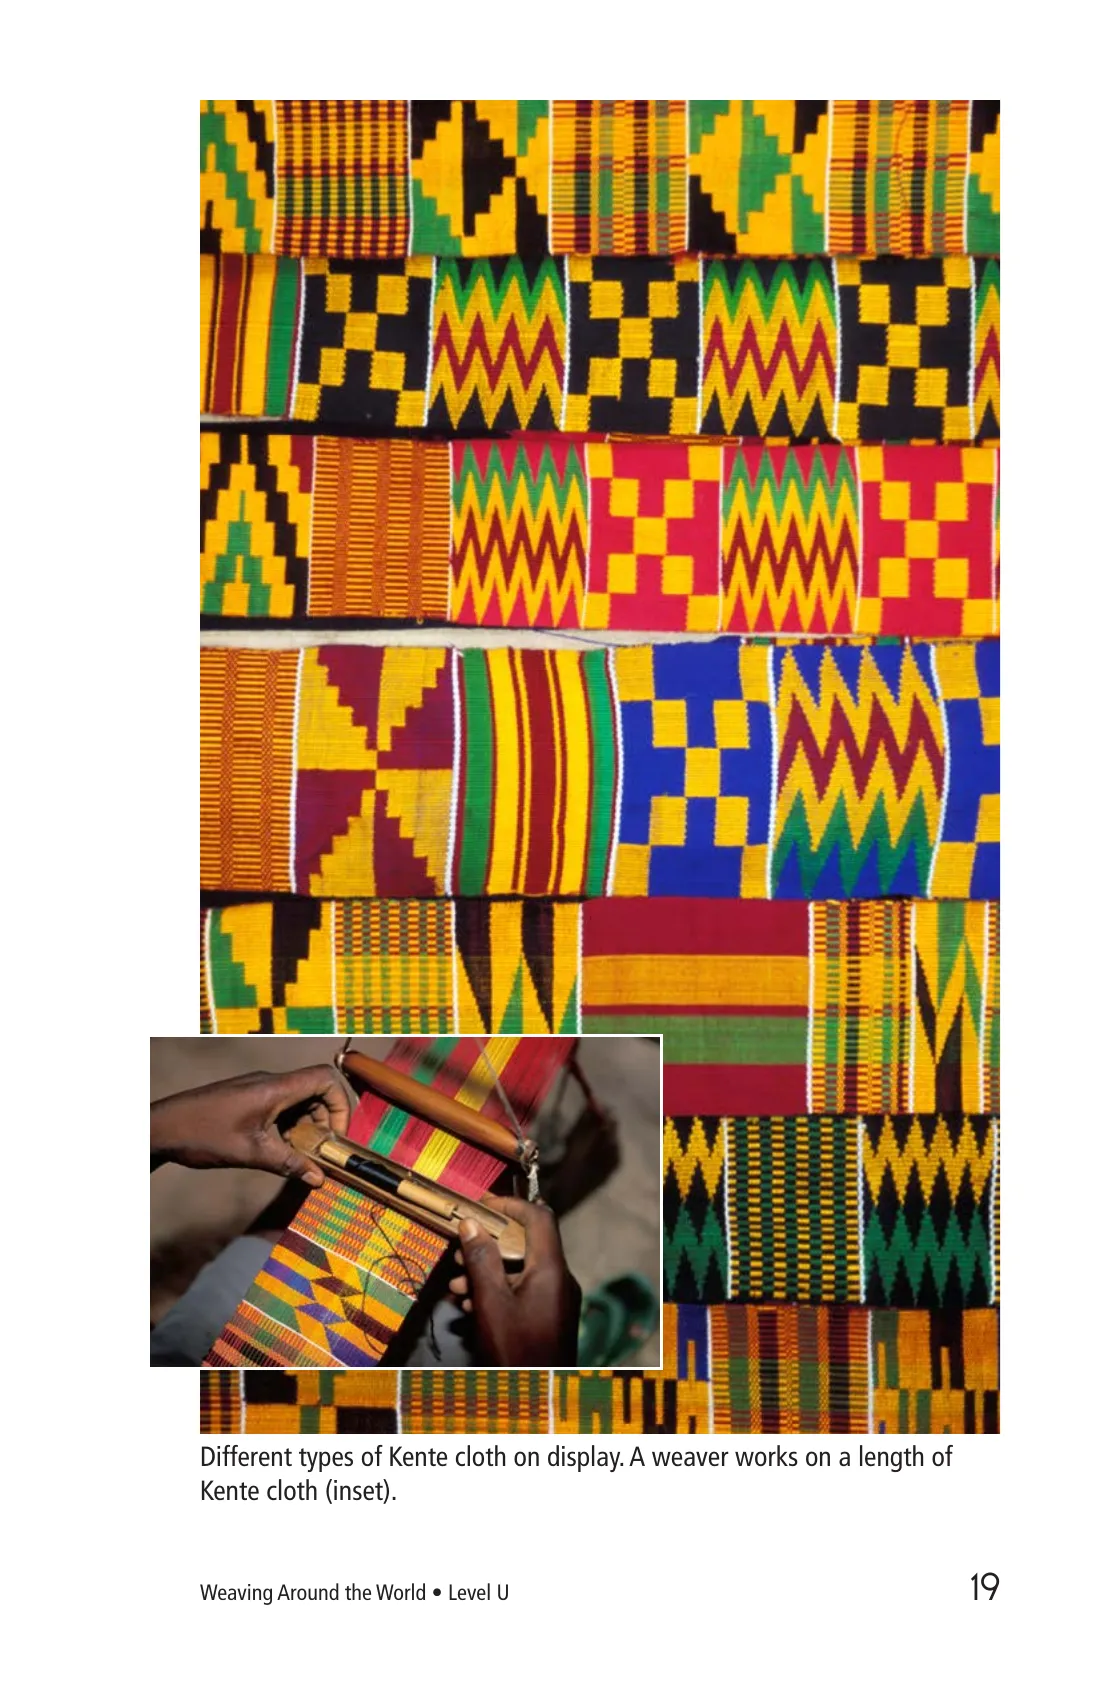 Different types of Kente cloth on display. A weaver works on a length of
Kente cloth (inset).
Weaving Around the World • Level U
19